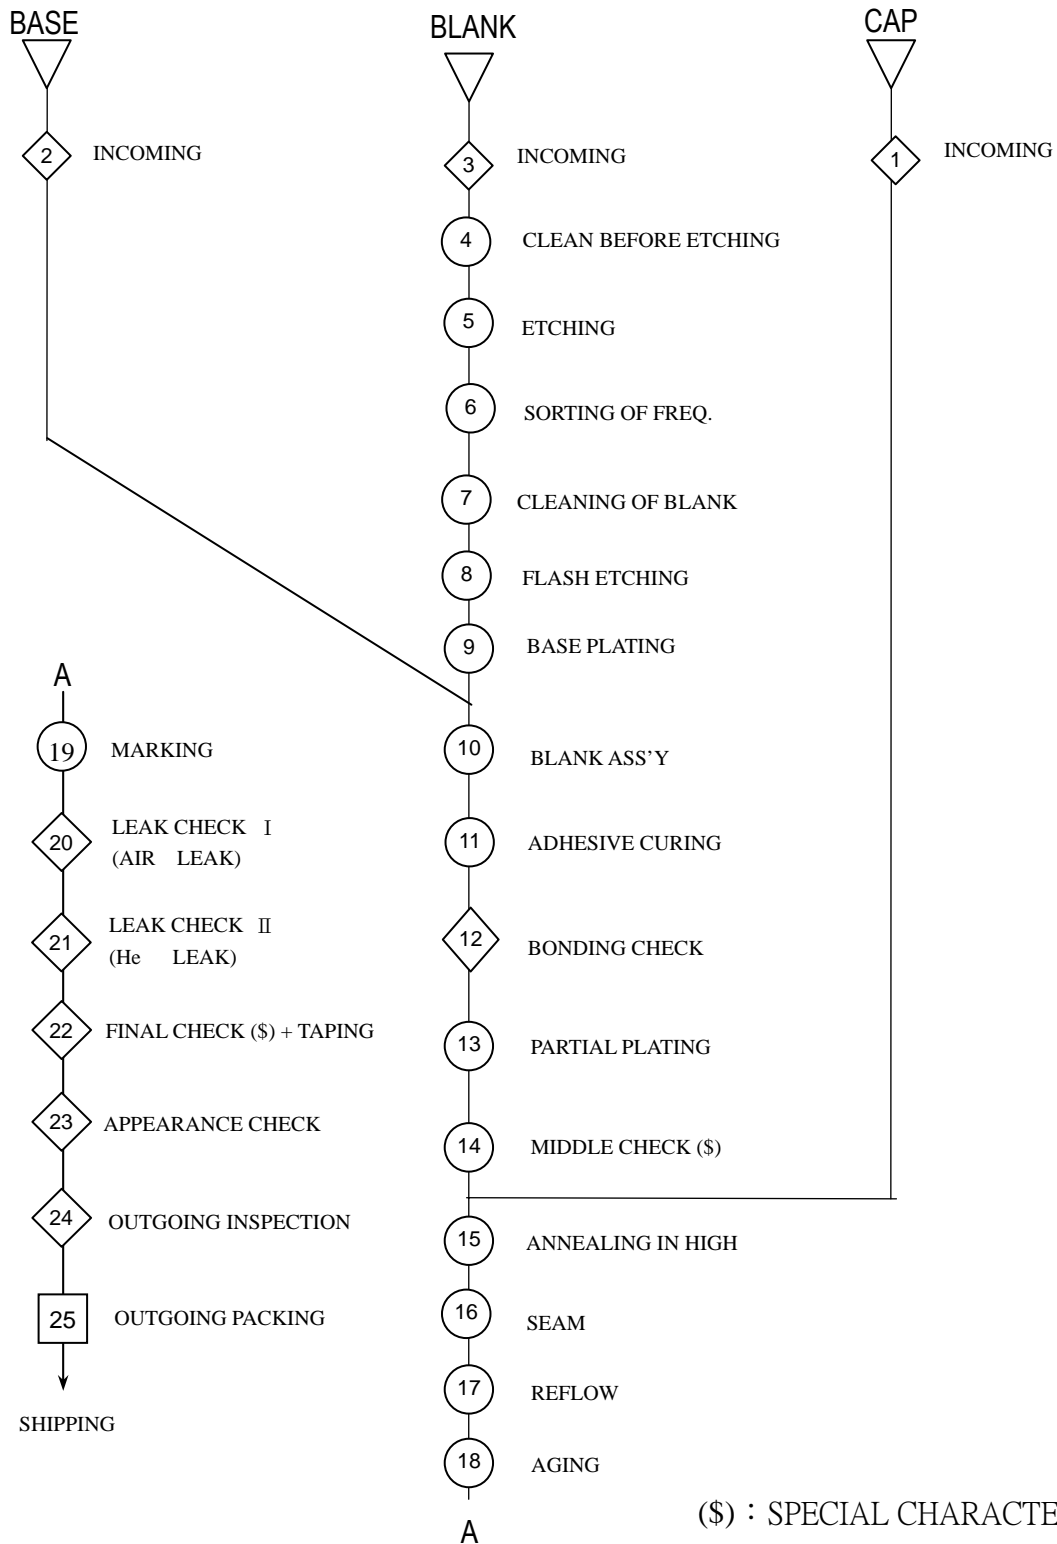 BASE
BLANK
CAP
2 INCOMING
3 INCOMING
1 INCOMING
4 CLEAN BEFORE ETCHING
5 ETCHING
6 SORTING OF FREQ.
7 CLEANING OF BLANK
8 FLASH ETCHING
9 BASE PLATING
10 BLANK ASS’Y
11 ADHESIVE CURING
12 BONDING CHECK
13 PARTIAL PLATING
14 MIDDLE CHECK ($)
15 ANNEALING IN HIGH
16 SEAM
17 REFLOW
18 AGING
A
A
19 MARKING
20 LEAK CHECK Ⅰ
(AIR LEAK)
21 LEAK CHECK Ⅱ
(He LEAK)
22 FINAL CHECK ($) + TAPING
23 APPEARANCE CHECK
24 OUTGOING INSPECTION
25 OUTGOING PACKING
SHIPPING
($)：SPECIAL CHARACTE